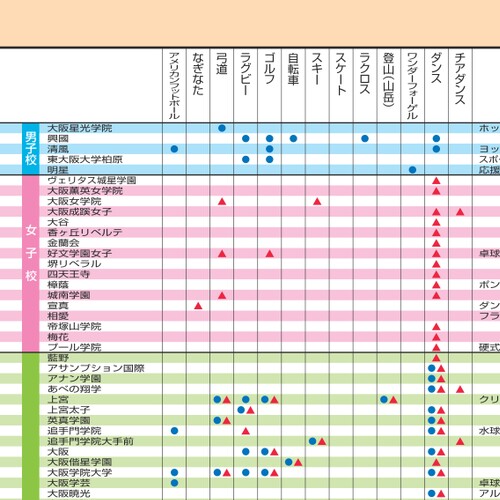 アメリカンフットボール
なぎなた
弓道
ラグビー
ゴルフ
自転車
スキー
スケート
ラクロス
登山(山岳)
ワンダーフォーゲル
ダンス
チアダンス
男子校
大阪星光学院 ● ホッ
興國 ● ● ● ● ●
清風 ● ● ● ヨッ
東大阪大学柏原 ● ● スポ
明星 ● 応援
女子校
ヴェリタス城星学園 ▲
大阪薫英女学院 ▲
大阪女学院 ▲ ▲
大阪成蹊女子 ▲ ▲
大谷 ▲
香ヶ丘リベルテ ▲
金蘭会 ▲
好文学園女子 ▲ ▲ ▲ 卓球
堺リベラル ▲
四天王寺 ▲
樟蔭 ▲ ポン
城南学園 ▲ ▲
宣真 ▲ ダン
相愛 フラ
帝塚山学院 ▲
梅花 ▲
プール学院 ▲ 硬式
藍野 ▲
アサンプション国際 ●▲
アナン学園 ●▲
あべの翔学 ●▲ ▲
上宮 ●▲ ● ●▲ ●▲ クリ
上宮太子 ●▲ ●▲
英真学園 ●▲ ●▲
追手門学院 ● ▲ ●▲ 水球
追手門学院大手前 ●▲ ▲
大阪 ● ●▲ ●▲
大阪偕星学園 ●▲ ▲
大阪学院大学 ● ●▲ ● ●▲ ●▲
大阪学芸 ● 卓球
大阪暁光 ●▲ アル